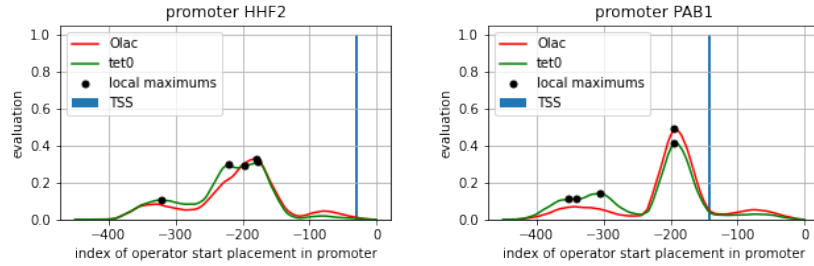 promoter HHF2
1.0
0.8
0.6
0.4
0.2
0.0
evaluation
Olac
tet0
local maximums
TSS
−400
−300
−200
−100
0
index of operator start placement in promoter
promoter PAB1
1.0
0.8
0.6
0.4
0.2
0.0
evaluation
Olac
tet0
local maximums
TSS
−400
−300
−200
−100
0
index of operator start placement in promoter